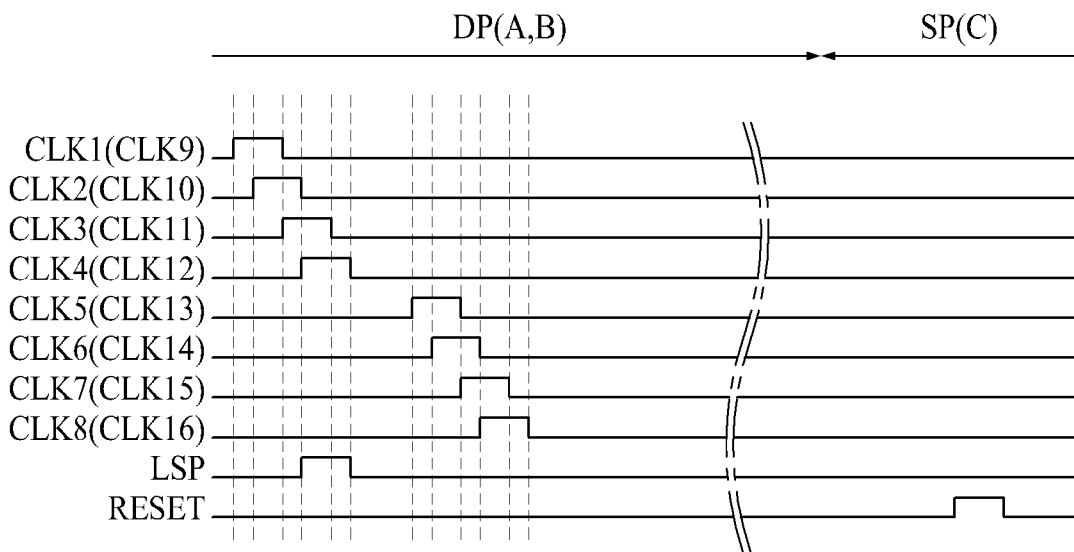 DP(A,B) SP(C)
CLK1(CLK9)
CLK2(CLK10)
CLK3(CLK11)
CLK4(CLK12)
CLK5(CLK13)
CLK6(CLK14)
CLK7(CLK15)
CLK8(CLK16)
LSP
RESET